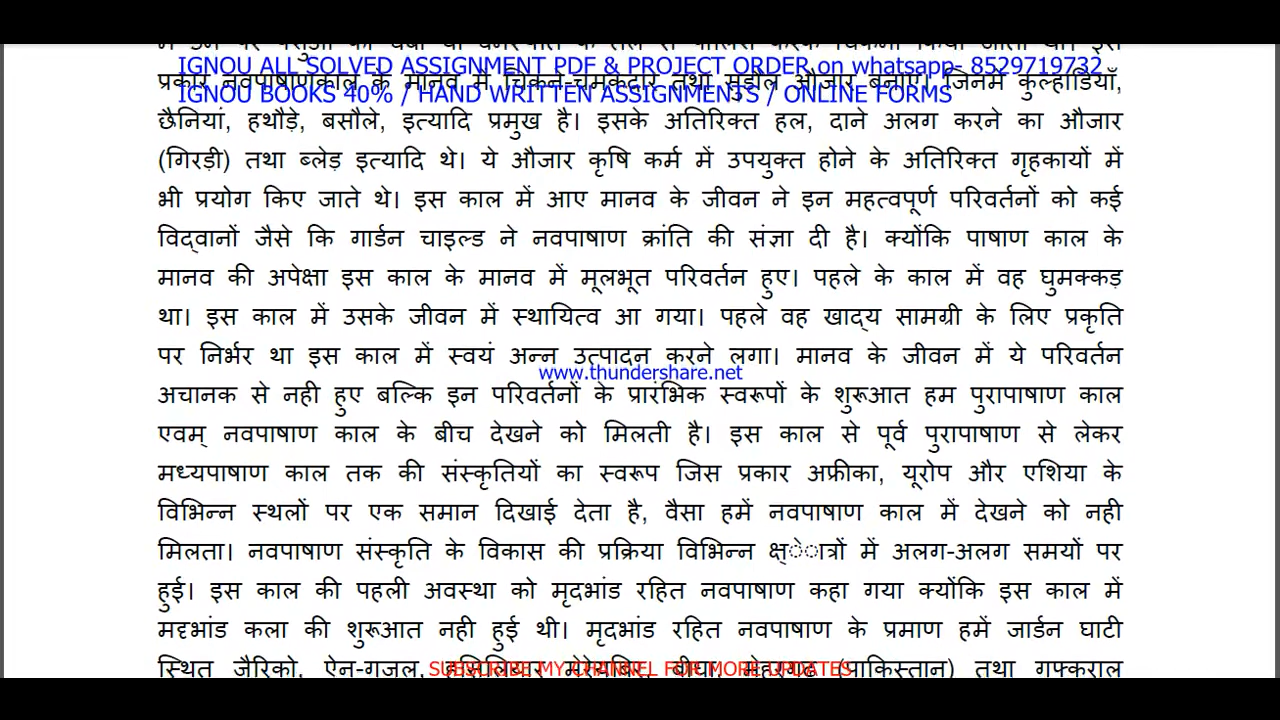 IGNOU ALL SOLVED ASSIGNMENT PDF & PROJECT ORDER on whatsapp- 8529719732
प्रकार नवपाषाणकाल के मानव में चिकने-चमकदार तथा सुडौल औजार बनाए। जिनमें कुल्हाडियाँ,
IGNOU BOOKS 40% / HAND WRITTEN ASSIGNMENTS / ONLINE FORMS
छैनियां, हथौड़े, बसौले, इत्यादि प्रमुख है। इसके अतिरिक्त हल, दाने अलग करने का औजार
(गिरड़ी) तथा ब्लेड़ इत्यादि थे। ये औजार कृषि कर्म में उपयुक्त होने के अतिरिक्त गृहकायों में
भी प्रयोग किए जाते थे। इस काल में आए मानव के जीवन ने इन महत्वपूर्ण परिवर्तनों को कई
विद्वानों जैसे कि गार्डन चाइल्ड ने नवपाषाण क्रांति की संज्ञा दी है। क्योंकि पाषाण काल के
मानव की अपेक्षा इस काल के मानव में मूलभूत परिवर्तन हुए। पहले के काल में वह घुमक्कड़
था। इस काल में उसके जीवन में स्थायित्व आ गया। पहले वह खाद्य सामग्री के लिए प्रकृति
पर निर्भर था इस काल में स्वयं अन्न उत्पादन करने लगा। मानव के जीवन में ये परिवर्तन
www.thundershare.net
अचानक से नही हुए बल्कि इन परिवर्तनों के प्रारंभिक स्वरूपों के शुरूआत हम पुरापाषाण काल
एवम् नवपाषाण काल के बीच देखने को मिलती है। इस काल से पूर्व पुरापाषाण से लेकर
मध्यपाषाण काल तक की संस्कृतियों का स्वरूप जिस प्रकार अफ्रीका, यूरोप और एशिया के
विभिन्न स्थलों पर एक समान दिखाई देता है, वैसा हमें नवपाषाण काल में देखने को नही
मिलता। नवपाषाण संस्कृति के विकास की प्रक्रिया विभिन्न क्ष्ोत्रों में अलग-अलग समयों पर
हुई। इस काल की पहली अवस्था को मृदभांड रहित नवपाषाण कहा गया क्योंकि इस काल में
मदृभांड कला की शुरूआत नही हुई थी। मृदभांड रहित नवपाषाण के प्रमाण हमें जार्डन घाटी
स्थित जैरिको, ऐन-गजल, (पाकिस्तान) तथा गुफ्कराल
SUBSCRIBE MY CHANNEL FOR MORE UPDATES